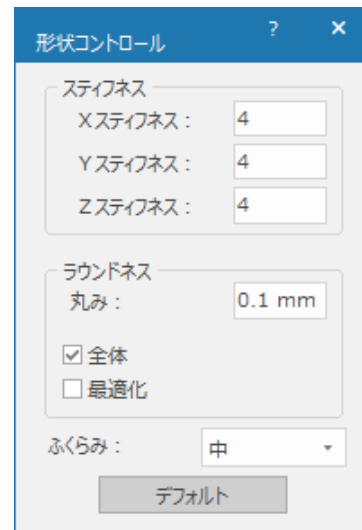 形状コントロール ? ×
スティフネス
Xスティフネス : 4
Yスティフネス : 4
Zスティフネス : 4
ラウンドネス
丸み : 0.1 mm
全体
最適化
ふくらみ : 中
デフォルト